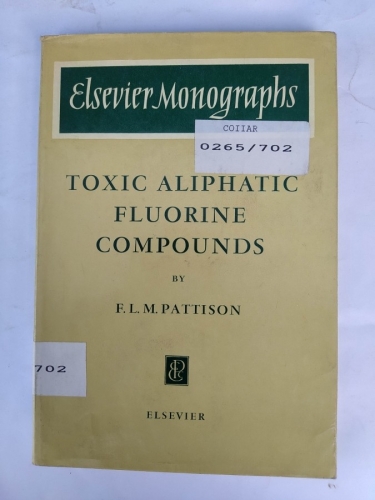 Elsevier Monographs
COIIAR
0265/702
TOXIC ALIPHATIC
FLUORINE
COMPOUNDS
BY
F. L. M. PATTISON
702
ELSEVIER